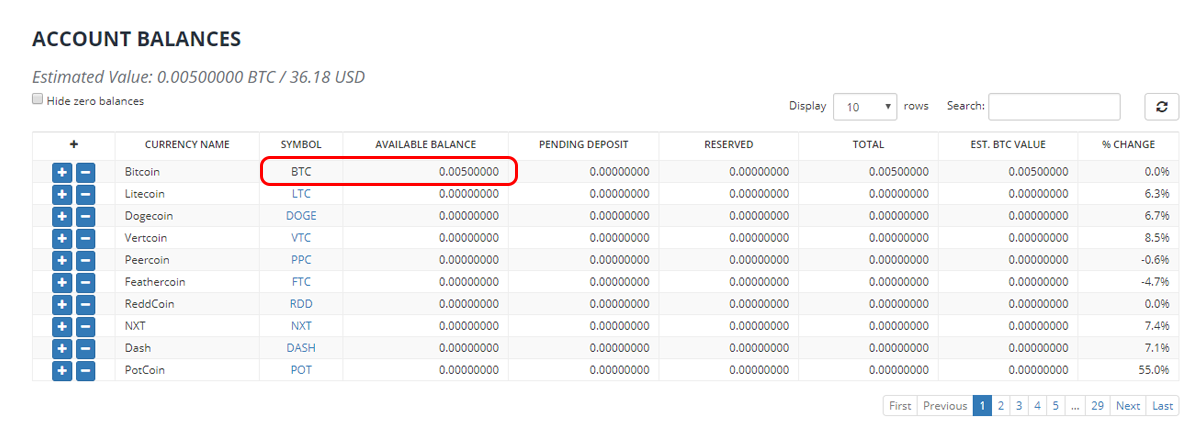 ACCOUNT BALANCES
Estimated Value: 0.00500000 BTC / 36.18 USD
Hide zero balances
Display 10 rows Search:
+ CURRENCY NAME SYMBOL AVAILABLE BALANCE PENDING DEPOSIT RESERVED TOTAL EST. BTC VALUE % CHANGE
+ − Bitcoin BTC 0.00500000 0.00000000 0.00000000 0.00500000 0.00500000 0.0%
+ − Litecoin LTC 0.00000000 0.00000000 0.00000000 0.00000000 0.00000000 6.3%
+ − Dogecoin DOGE 0.00000000 0.00000000 0.00000000 0.00000000 0.00000000 6.7%
+ − Vertcoin VTC 0.00000000 0.00000000 0.00000000 0.00000000 0.00000000 8.5%
+ − Peercoin PPC 0.00000000 0.00000000 0.00000000 0.00000000 0.00000000 -0.6%
+ − Feathercoin FTC 0.00000000 0.00000000 0.00000000 0.00000000 0.00000000 -4.7%
+ − ReddCoin RDD 0.00000000 0.00000000 0.00000000 0.00000000 0.00000000 0.0%
+ − NXT NXT 0.00000000 0.00000000 0.00000000 0.00000000 0.00000000 7.4%
+ − Dash DASH 0.00000000 0.00000000 0.00000000 0.00000000 0.00000000 7.1%
+ − PotCoin POT 0.00000000 0.00000000 0.00000000 0.00000000 0.00000000 55.0%
First Previous 1 2 3 4 5 ... 29 Next Last